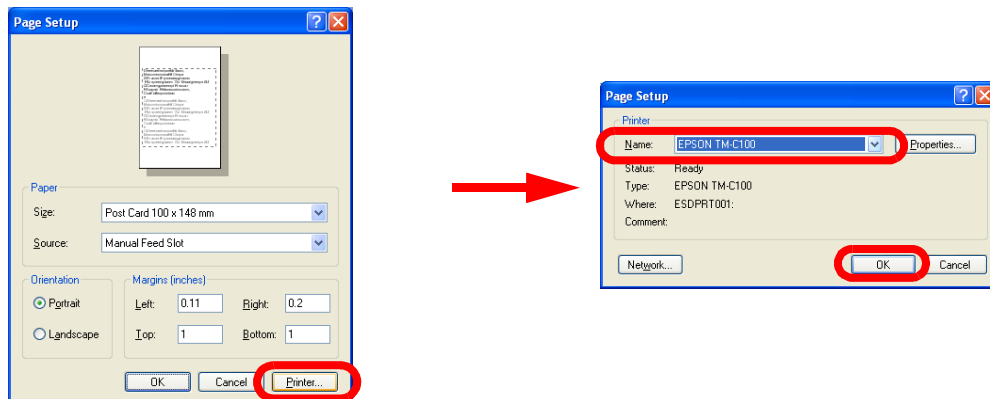 Page Setup
Paper
Size: Post Card 100 x 148 mm
Source: Manual Feed Slot
Orientation
Portrait
Landscape
Margins (inches)
Left: 0.11 Right: 0.2
Top: 1 Bottom: 1
OK Cancel Printer...
Page Setup
Printer
Name: EPSON TM-C100 Properties...
Status: Ready
Type: EPSON TM-C100
Where: ESDPRT001:
Comment:
Network... OK Cancel